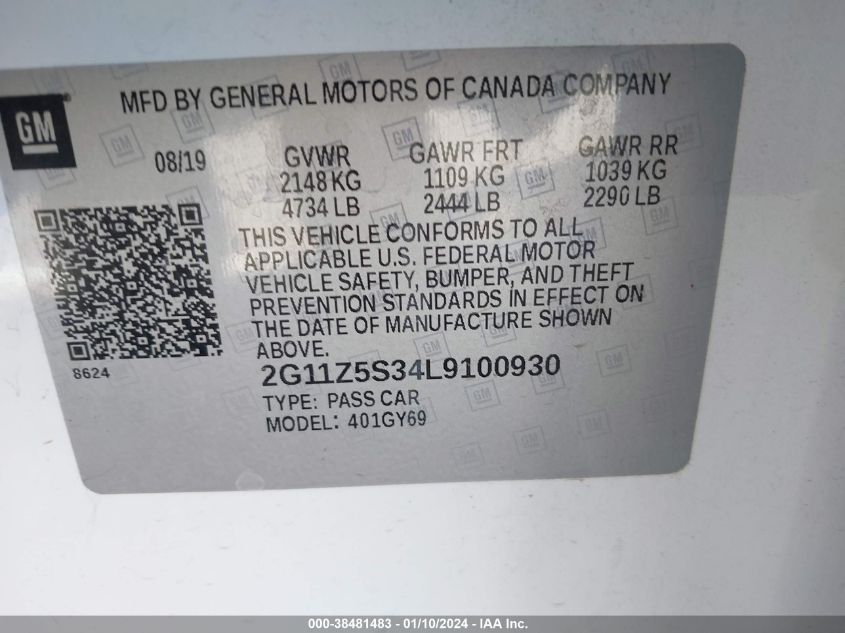 GM
MFD BY GENERAL MOTORS OF CANADA COMPANY
08/19 GVWR GAWR FRT GAWR RR
2148 KG 1109 KG 1039 KG
4734 LB 2444 LB 2290 LB
THIS VEHICLE CONFORMS TO ALL
APPLICABLE U.S. FEDERAL MOTOR
VEHICLE SAFETY, BUMPER, AND THEFT
PREVENTION STANDARDS IN EFFECT ON
THE DATE OF MANUFACTURE SHOWN
ABOVE.
8624
2G11Z5S34L9100930
TYPE: PASS CAR
MODEL: 401GY69
000-38481483 - 01/10/2024 - IAA Inc.